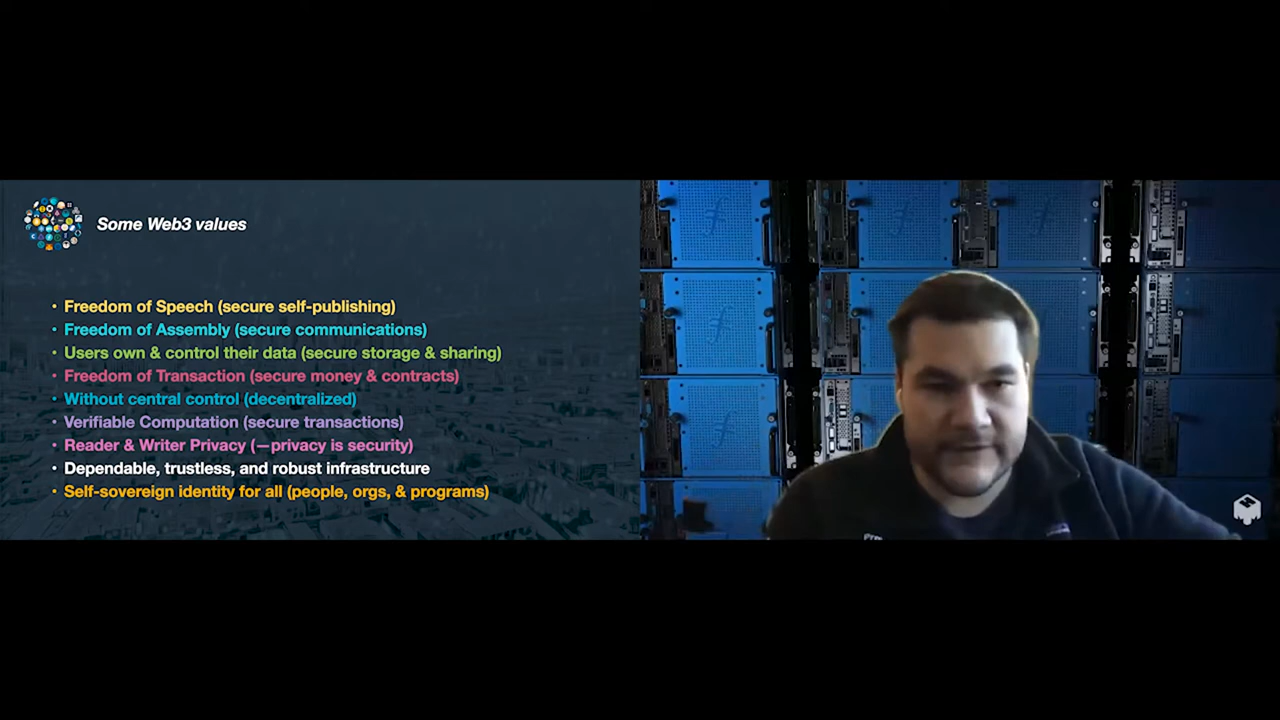 Some Web3 values
• Freedom of Speech (secure self-publishing)
• Freedom of Assembly (secure communications)
• Users own & control their data (secure storage & sharing)
• Freedom of Transaction (secure money & contracts)
• Without central control (decentralized)
• Verifiable Computation (secure transactions)
• Reader & Writer Privacy (—privacy is security)
• Dependable, trustless, and robust infrastructure
• Self-sovereign identity for all (people, orgs, & programs)